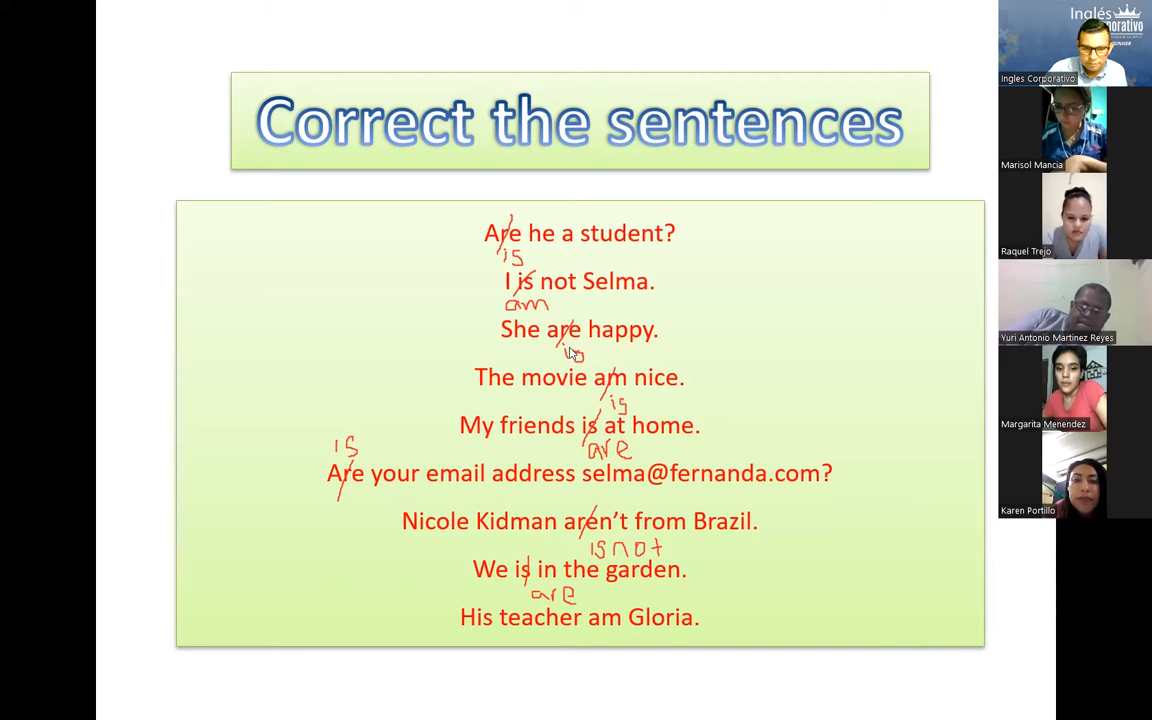 Correct the sentences
Are he a student?
is
I is not Selma.
am
She are happy.
is
The movie am nice.
is
My friends is at home.
are
is
Are your email address selma@fernanda.com?
Nicole Kidman aren't from Brazil.
is not
We is in the garden.
are
His teacher am Gloria.
Inglés
Ingles Corporativo
Marisol Mancia
Raquel Trejo
Yuri Antonio Martinez Reyes
Margarita Menendez
Karen Portillo